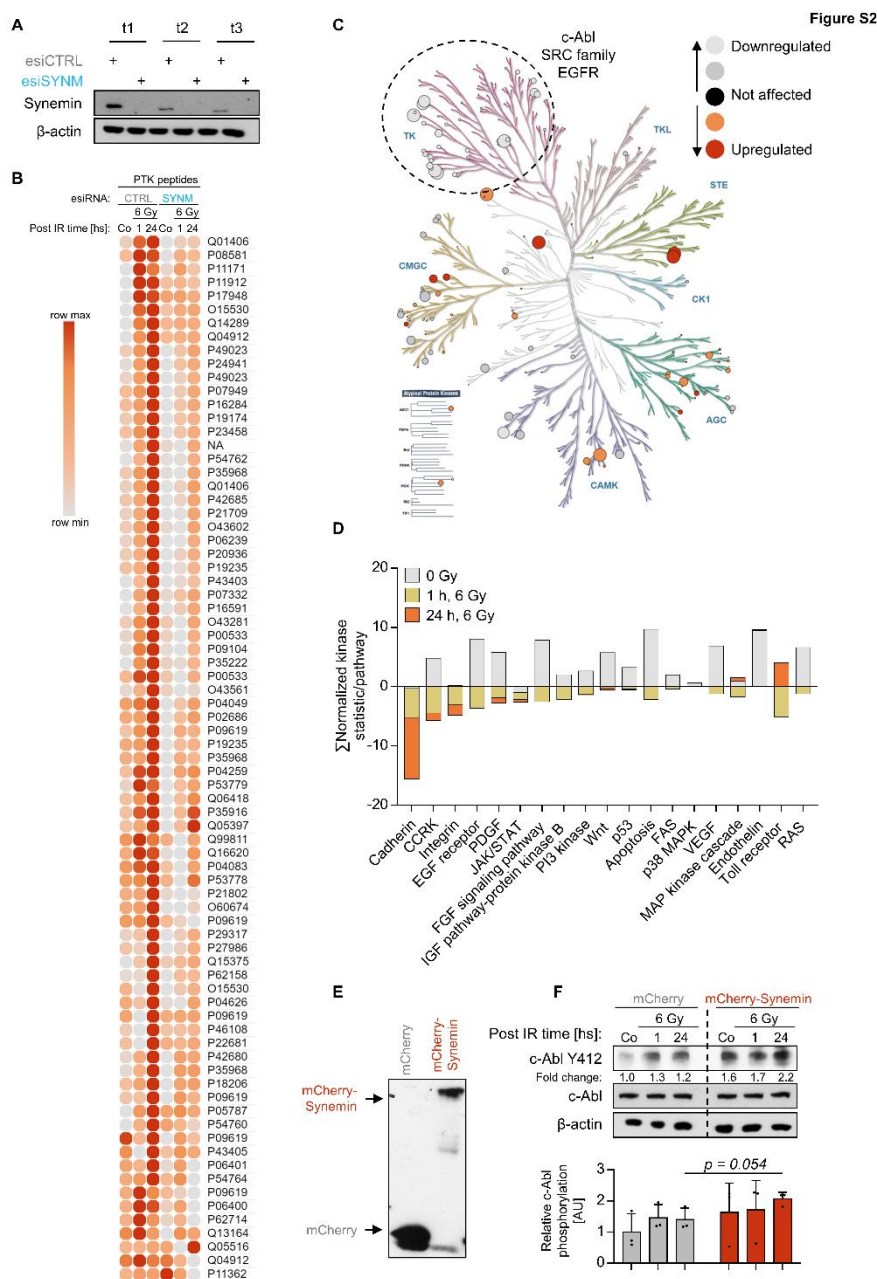 Figure S2
A
t1 t2 t3
esiCTRL + + +
esiSYNM + + +
Synemin
β-actin
B
PTK peptides
esiRNA: CTRL SYNM
6 Gy 6 Gy
Post IR time [hs]: Co 1 24 Co 1 24
row max
row min
Q01406
P08581
P11171
P11912
P17948
O15530
Q14289
Q04912
P49023
P24941
P49023
P07949
P16284
P19174
P23458
NA
P54762
P35968
Q01406
P42685
P21709
O43602
P06239
P20936
P19235
P43403
P07332
P16591
O43281
P00533
P09104
P35222
P00533
O43561
P04049
P02686
P09619
P19235
P35968
P04259
P53779
Q06418
P35916
Q05397
Q99811
Q16620
P04083
P53778
P21802
O60674
P09619
P29317
P27986
Q15375
P62158
O15530
P04626
P09619
P46108
P22681
P42680
P35968
P18206
P09619
P05787
P54760
P09619
P43405
P06401
P54764
P09619
P06400
P62714
Q13164
Q05516
Q04912
P11362
C
c-Abl
SRC family
EGFR
Downregulated
Not affected
Upregulated
TK
TKL
STE
CMGC
CK1
AGC
CAMK
Atypical Protein Kinases
D
20
10
0
-10
-20
∑Normalized kinase
statistic/pathway
0 Gy
1 h, 6 Gy
24 h, 6 Gy
Cadherin
CCRK
Integrin
EGF receptor
PDGF
JAK/STAT
FGF signaling pathway
IGF pathway-protein kinase B
PI3 kinase
Wnt
p53
Apoptosis
FAS
p38 MAPK
VEGF
MAP kinase cascade
Endothelin
Toll receptor
RAS
E
mCherry
mCherry-
Synemin
mCherry-
Synemin
mCherry
F
mCherry mCherry-Synemin
6 Gy 6 Gy
Post IR time [hs]: Co 1 24 Co 1 24
c-Abl Y412
Fold change: 1.0 1.3 1.2 1.6 1.7 2.2
c-Abl
β-actin
p = 0.054
Relative c-Abl
phosphorylation
[AU]
3
2
1
0